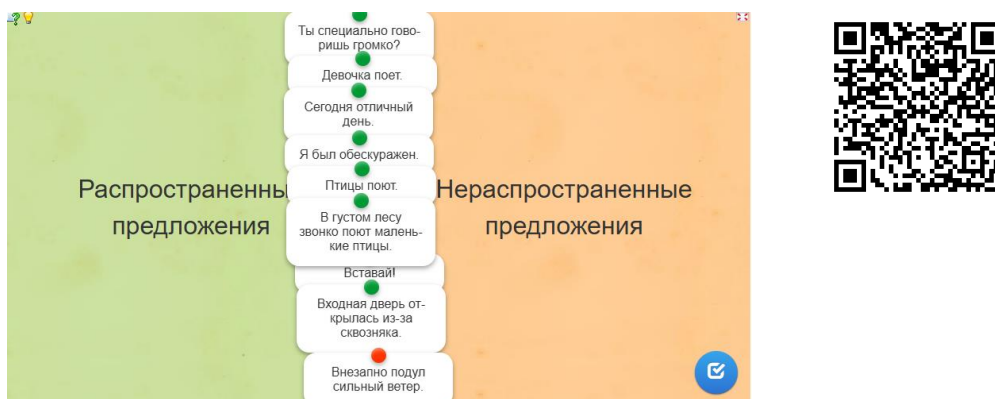 Ты специально гово-
ришь громко?
Девочка поет.
Сегодня отличный
день.
Я был обескуражен.
Птицы поют.
Распространенны
предложения
Нераспространенные
предложения
В густом лесу
звонко поют малень-
кие птицы.
Вставай!
Входная дверь от-
крылась из-за
сквозняка.
Внезапно подул
сильный ветер.